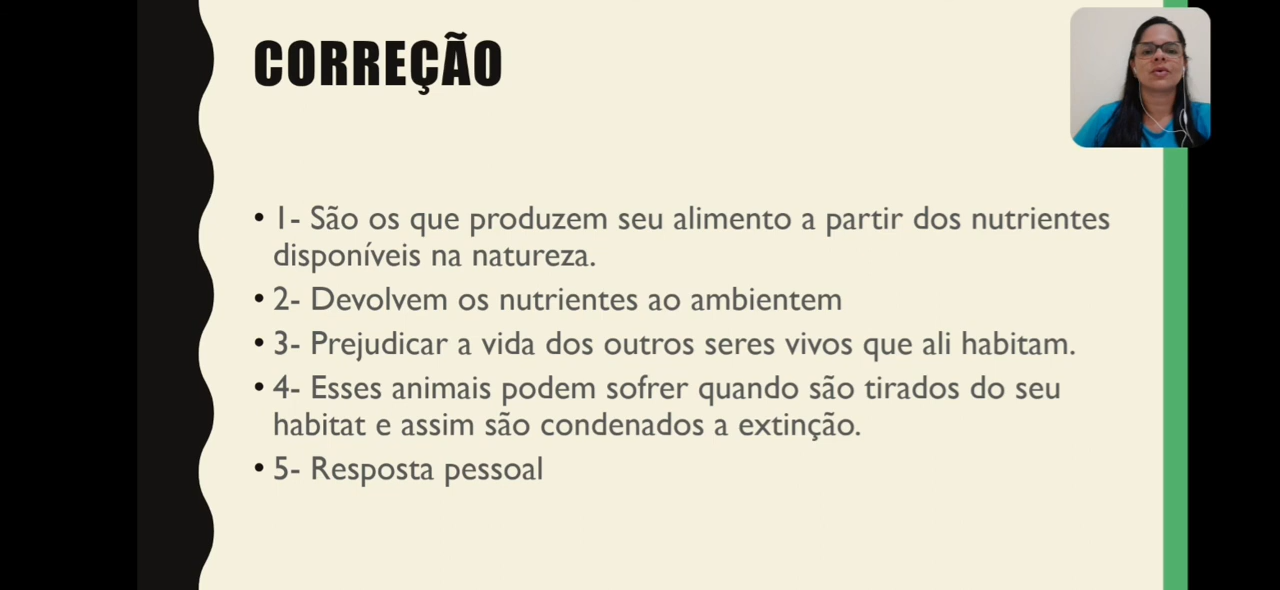 CORREÇÃO
• 1- São os que produzem seu alimento a partir dos nutrientes
disponíveis na natureza.
• 2- Devolvem os nutrientes ao ambientem
• 3- Prejudicar a vida dos outros seres vivos que ali habitam.
• 4- Esses animais podem sofrer quando são tirados do seu
habitat e assim são condenados a extinção.
• 5- Resposta pessoal